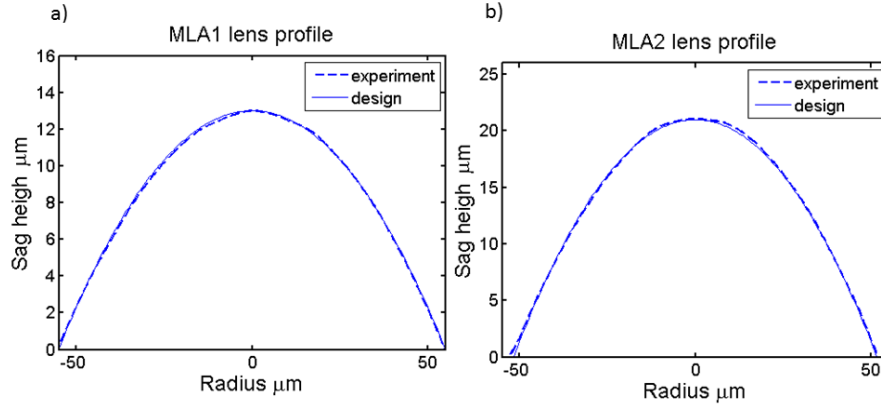 a)
MLA1 lens profile
16
14
12
10
8
6
4
2
0
-50
0
50
experiment
design
Sag heigh μm
Radius μm
b)
MLA2 lens profile
25
20
15
10
5
0
-50
0
50
experiment
design
Sag heigh μm
Radius μm